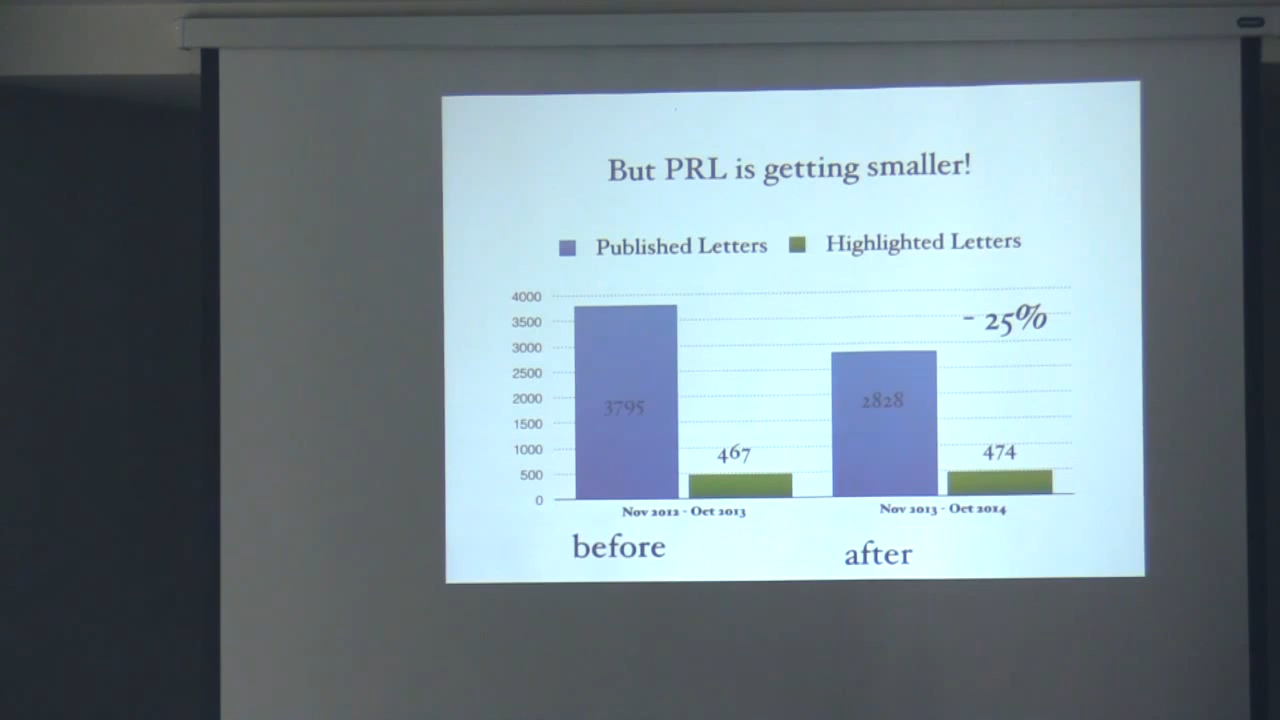 But PRL is getting smaller!
Published Letters Highlighted Letters
4000
3500
3000
2500
2000
1500
1000
500
0
- 25%
3795
467
2828
474
Nov 2012 - Oct 2013
Nov 2013 - Oct 2014
before
after